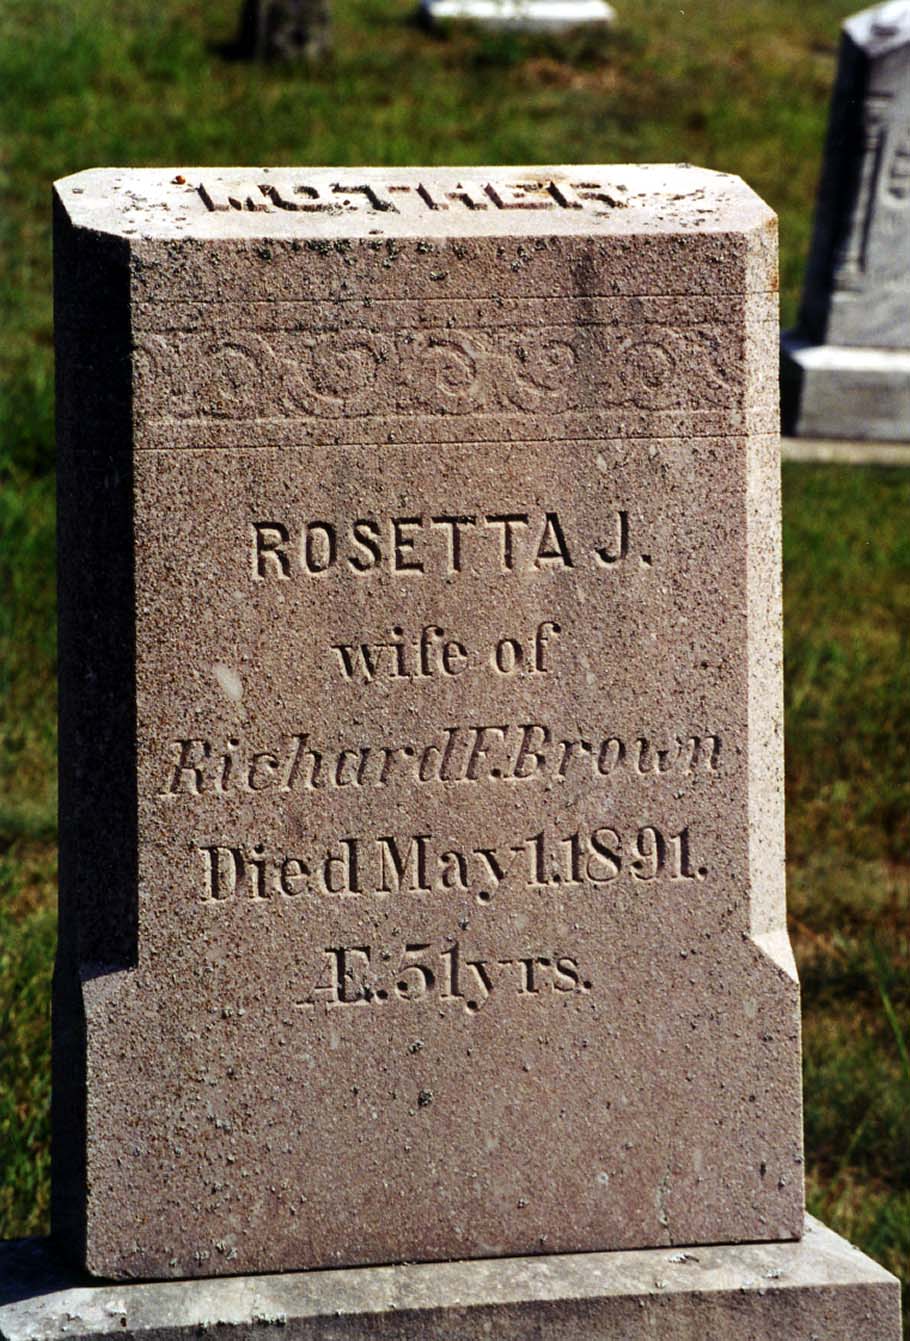 MOTHER
ROSETTA J.
wife of
Richard F. Brown
Died May 1. 1891.
Æ. 51 yrs.